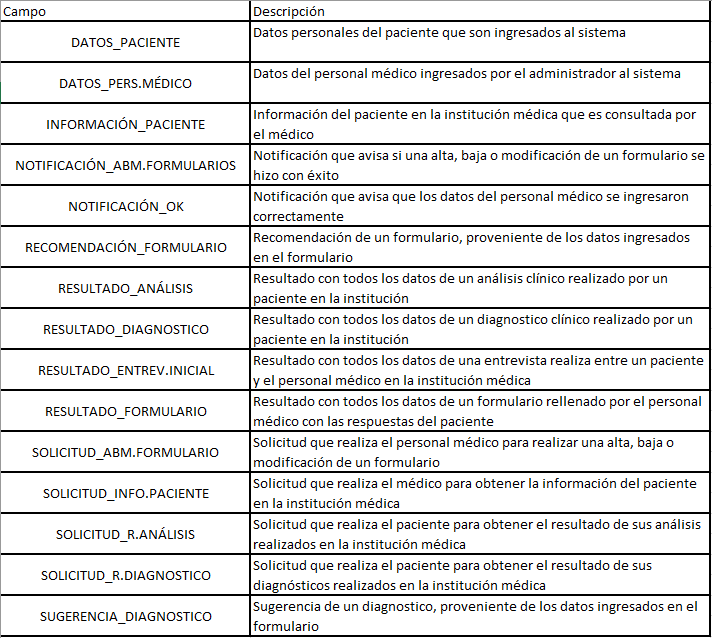 Campo Descripción
DATOS_PACIENTE Datos personales del paciente que son ingresados al sistema
DATOS_PERS.MÉDICO Datos del personal médico ingresados por el administrador al sistema
INFORMACIÓN_PACIENTE Información del paciente en la institución médica que es consultada por
el médico
NOTIFICACIÓN_ABM.FORMULARIOS Notificación que avisa si una alta, baja o modificación de un formulario se
hizo con éxito
NOTIFICACIÓN_OK Notificación que avisa que los datos del personal médico se ingresaron
correctamente
RECOMENDACIÓN_FORMULARIO Recomendación de un formulario, proveniente de los datos ingresados
en el formulario
RESULTADO_ANÁLISIS Resultado con todos los datos de un análisis clínico realizado por un
paciente en la institución
RESULTADO_DIAGNOSTICO Resultado con todos los datos de un diagnostico clínico realizado por un
paciente en la institución
RESULTADO_ENTREV.INICIAL Resultado con todos los datos de una entrevista realiza entre un paciente
y el personal médico en la institución médica
RESULTADO_FORMULARIO Resultado con todos los datos de un formulario rellenado por el personal
médico con las respuestas del paciente
SOLICITUD_ABM.FORMULARIO Solicitud que realiza el personal médico para realizar una alta, baja o
modificación de un formulario
SOLICITUD_INFO.PACIENTE Solicitud que realiza el médico para obtener la información del paciente
en la institución médica
SOLICITUD_R.ANÁLISIS Solicitud que realiza el paciente para obtener el resultado de sus análisis
realizados en la institución médica
SOLICITUD_R.DIAGNOSTICO Solicitud que realiza el paciente para obtener el resultado de sus
diagnósticos realizados en la institución médica
SUGERENCIA_DIAGNOSTICO Sugerencia de un diagnostico, proveniente de los datos ingresados en el
formulario